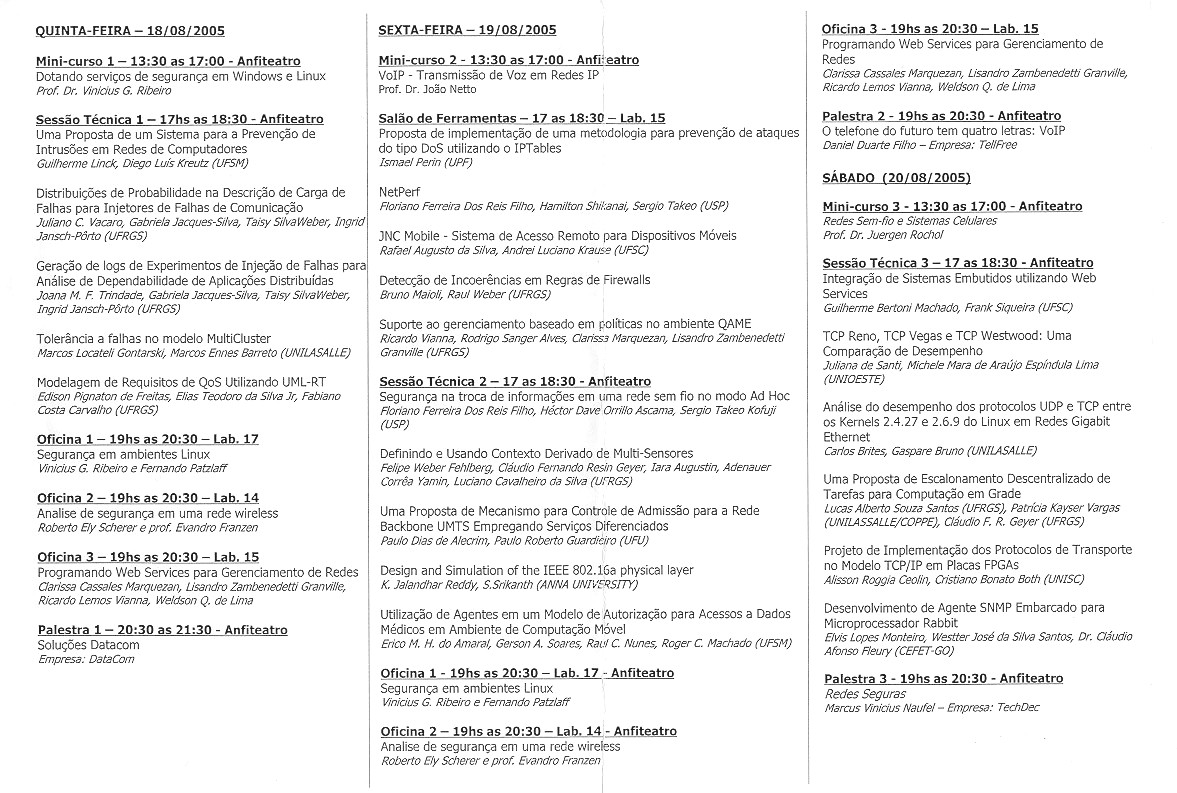 QUINTA-FEIRA – 18/08/2005
Mini-curso 1 – 13:30 as 17:00 - Anfiteatro
Dotando serviços de segurança em Windows e Linux
Prof. Dr. Vinicius G. Ribeiro
Sessão Técnica 1 – 17hs as 18:30 - Anfiteatro
Uma Proposta de um Sistema para a Prevenção de
Intrusões em Redes de Computadores
Guilherme Linck, Diego Luís Kreutz (UFSM)
Distribuições de Probabilidade na Descrição de Carga de
Falhas para Injetores de Falhas de Comunicação
Juliano C. Vacaro, Gabriela Jacques-Silva, Taisy SilvaWeber, Ingrid
Jansch-Pôrto (UFRGS)
Geração de logs de Experimentos de Injeção de Falhas para
Análise de Dependabilidade de Aplicações Distribuídas
Joana M. F. Trindade, Gabriela Jacques-Silva, Taisy SilvaWeber,
Ingrid Jansch-Pôrto (UFRGS)
Tolerância a falhas no modelo MultiCluster
Marcos Locateli Gontarski, Marcos Ennes Barreto (UNILASALLE)
Modelagem de Requisitos de QoS Utilizando UML-RT
Edison Pignaton de Freitas, Elias Teodoro da Silva Jr, Fabiano
Costa Carvalho (UFRGS)
Oficina 1 – 19hs as 20:30 – Lab. 17
Segurança em ambientes Linux
Vinicius G. Ribeiro e Fernando Patzlaff
Oficina 2 – 19hs as 20:30 – Lab. 14
Analise de segurança em uma rede wireless
Roberto Ely Scherer e prof. Evandro Franzen
Oficina 3 – 19hs as 20:30 – Lab. 15
Programando Web Services para Gerenciamento de Redes
Clarissa Cassales Marquezan, Lisandro Zambenedetti Granville,
Ricardo Lemos Vianna, Weldson Q. de Lima
Palestra 1 – 20:30 as 21:30 - Anfiteatro
Soluções Datacom
Empresa: DataCom
SEXTA-FEIRA – 19/08/2005
Mini-curso 2 - 13:30 as 17:00 - Anfiteatro
VoIP - Transmissão de Voz em Redes IP
Prof. Dr. João Netto
Salão de Ferramentas – 17 as 18:30 – Lab. 15
Proposta de implementação de uma metodologia para prevenção de ataques
do tipo DoS utilizando o IPTables
Ismael Perin (UPF)
NetPerf
Floriano Ferreira Dos Reis Filho, Hamilton Shikanai, Sergio Takeo (USP)
JNC Mobile - Sistema de Acesso Remoto para Dispositivos Móveis
Rafael Augusto da Silva, Andrei Luciano Krause (UFSC)
Detecção de Incoerências em Regras de Firewalls
Bruno Maioli, Raul Weber (UFRGS)
Suporte ao gerenciamento baseado em políticas no ambiente QAME
Ricardo Vianna, Rodrigo Sanger Alves, Clarissa Marquezan, Lisandro Zambenedetti
Granville (UFRGS)
Sessão Técnica 2 – 17 as 18:30 - Anfiteatro
Segurança na troca de informações em uma rede sem fio no modo Ad Hoc
Floriano Ferreira Dos Reis Filho, Héctor Dave Orrillo Ascama, Sergio Takeo Kofuji
(USP)
Definindo e Usando Contexto Derivado de Multi-Sensores
Felipe Weber Fehlberg, Cláudio Fernando Resin Geyer, Iara Augustin, Adenauer
Corrêa Yamin, Luciano Cavalheiro da Silva (UFRGS)
Uma Proposta de Mecanismo para Controle de Admissão para a Rede
Backbone UMTS Empregando Serviços Diferenciados
Paulo Dias de Alecrim, Paulo Roberto Guardieiro (UFU)
Design and Simulation of the IEEE 802.16a physical layer
K. Jalandhar Reddy, S.Srikanth (ANNA UNIVERSITY)
Utilização de Agentes em um Modelo de Autorização para Acessos a Dados
Médicos em Ambiente de Computação Móvel
Erico M. H. do Amaral, Gerson A. Soares, Raul C. Nunes, Roger C. Machado (UFSM)
Oficina 1 - 19hs as 20:30 – Lab. 17 - Anfiteatro
Segurança em ambientes Linux
Vinicius G. Ribeiro e Fernando Patzlaff
Oficina 2 – 19hs as 20:30 – Lab. 14 - Anfiteatro
Analise de segurança em uma rede wireless
Roberto Ely Scherer e prof. Evandro Franzen
Oficina 3 - 19hs as 20:30 – Lab. 15
Programando Web Services para Gerenciamento de
Redes
Clarissa Cassales Marquezan, Lisandro Zambenedetti Granville,
Ricardo Lemos Vianna, Weldson Q. de Lima
Palestra 2 - 19hs as 20:30 - Anfiteatro
O telefone do futuro tem quatro letras: VoIP
Daniel Duarte Filho – Empresa: TellFree
SÁBADO (20/08/2005)
Mini-curso 3 - 13:30 as 17:00 - Anfiteatro
Redes Sem-fio e Sistemas Celulares
Prof. Dr. Juergen Rochol
Sessão Técnica 3 – 17 as 18:30 - Anfiteatro
Integração de Sistemas Embutidos utilizando Web
Services
Guilherme Bertoni Machado, Frank Siqueira (UFSC)
TCP Reno, TCP Vegas e TCP Westwood: Uma
Comparação de Desempenho
Juliana de Santi, Michele Mara de Araújo Espíndula Lima
(UNIOESTE)
Análise do desempenho dos protocolos UDP e TCP entre
os Kernels 2.4.27 e 2.6.9 do Linux em Redes Gigabit
Ethernet
Carlos Brites, Gaspare Bruno (UNILASALLE)
Uma Proposta de Escalonamento Descentralizado de
Tarefas para Computação em Grade
Lucas Alberto Souza Santos (UFRGS), Patrícia Kayser Vargas
(UNILASSALLE/COPPE), Cláudio F. R. Geyer (UFRGS)
Projeto de Implementação dos Protocolos de Transporte
no Modelo TCP/IP em Placas FPGAs
Alisson Roggia Ceolin, Cristiano Bonato Both (UNISC)
Desenvolvimento de Agente SNMP Embarcado para
Microprocessador Rabbit
Elvis Lopes Monteiro, Westter José da Silva Santos, Dr. Cláudio
Afonso Fleury (CEFET-GO)
Palestra 3 - 19hs as 20:30 - Anfiteatro
Redes Seguras
Marcus Vinicius Naufel – Empresa: TechDec